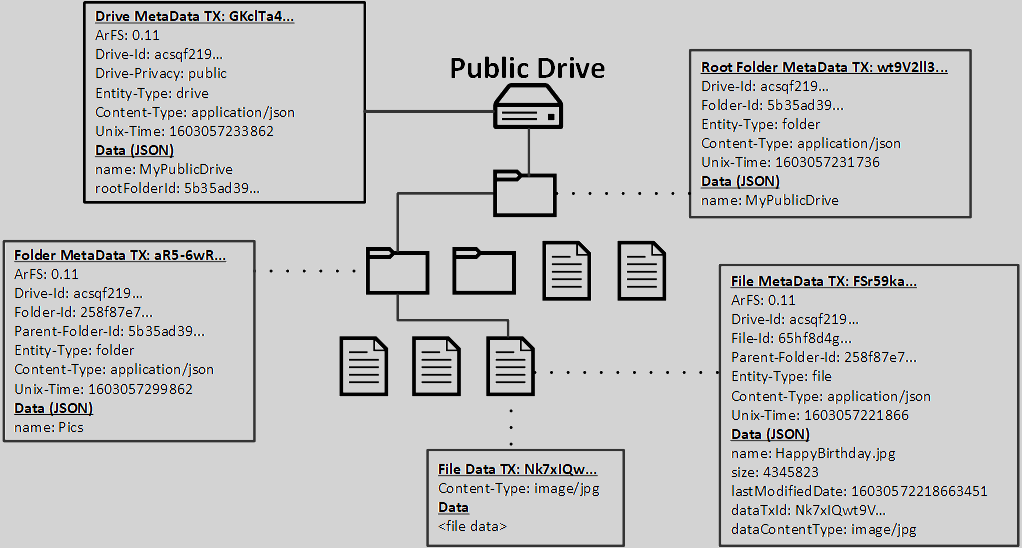 Public Drive
Drive MetaData TX: GKclTa4...
ArFS: 0.11
Drive-Id: acsqf219...
Drive-Privacy: public
Entity-Type: drive
Content-Type: application/json
Unix-Time: 1603057233862
Data (JSON)
name: MyPublicDrive
rootFolderId: 5b35ad39...
Root Folder MetaData TX: wt9V2ll3...
Drive-Id: acsqf219...
Folder-Id: 5b35ad39...
Entity-Type: folder
Content-Type: application/json
Unix-Time: 1603057231736
Data (JSON)
name: MyPublicDrive
Folder MetaData TX: aR5-6wR...
ArFS: 0.11
Drive-Id: acsqf219...
Folder-Id: 258f87e7...
Parent-Folder-Id: 5b35ad39...
Entity-Type: folder
Content-Type: application/json
Unix-Time: 1603057299862
Data (JSON)
name: Pics
File MetaData TX: FSr59ka...
ArFS: 0.11
Drive-Id: acsqf219...
File-Id: 65hf8d4g...
Parent-Folder-Id: 258f87e7...
Entity-Type: file
Content-Type: application/json
Unix-Time: 1603057221866
Data (JSON)
name: HappyBirthday.jpg
size: 4345823
lastModifiedDate: 16030572218663451
dataTxId: Nk7xIQwt9V...
dataContentType: image/jpg
File Data TX: Nk7xIQw...
Content-Type: image/jpg
Data
<file data>